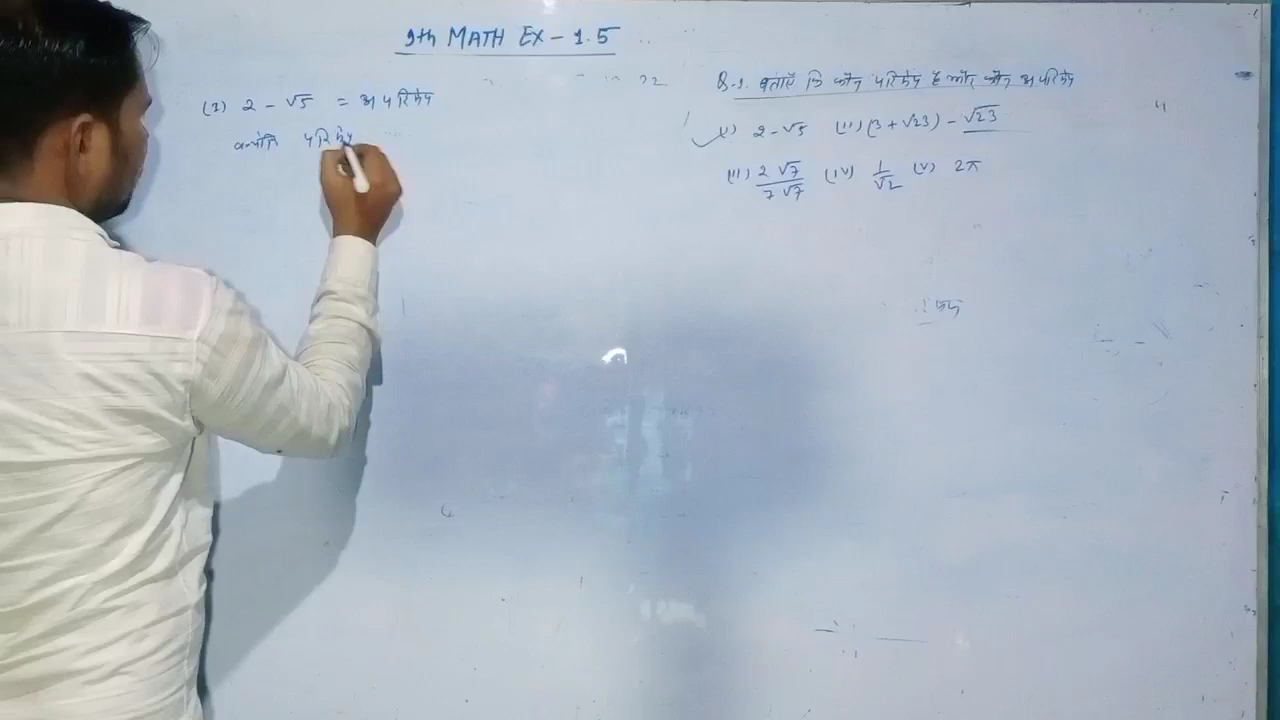 9th MATH EX - 1.5
Q.1. बताएँ कि कौन परिमेय है और कौन अपरिमेय
(i) 2 - √5 (ii) (3 + √23) - √23
(iii) 2√7/7√7 (iv) 1/√2 (v) 2π
(1) 2 - √5 = अपरिमेय
क्योंकि परिमेय